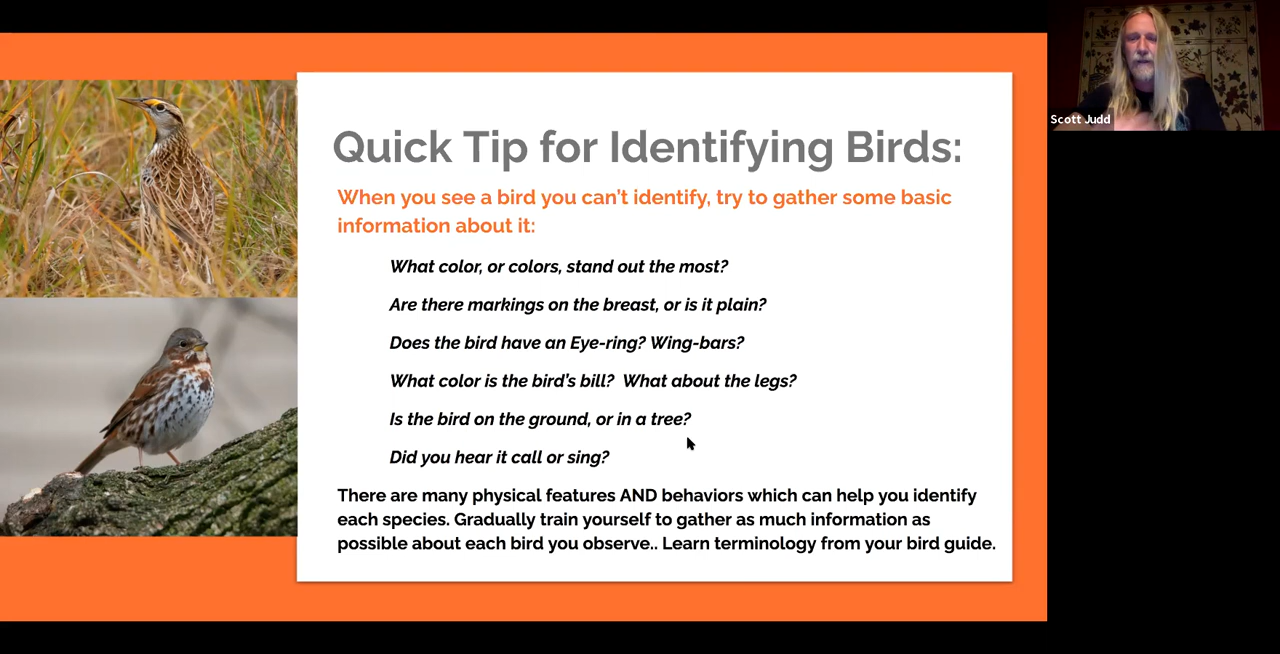 Quick Tip for Identifying Birds:
When you see a bird you can’t identify, try to gather some basic
information about it:
What color, or colors, stand out the most?
Are there markings on the breast, or is it plain?
Does the bird have an Eye-ring? Wing-bars?
What color is the bird’s bill?  What about the legs?
Is the bird on the ground, or in a tree?
Did you hear it call or sing?
There are many physical features AND behaviors which can help you identify
each species. Gradually train yourself to gather as much information as
possible about each bird you observe.. Learn terminology from your bird guide.
Scott Judd